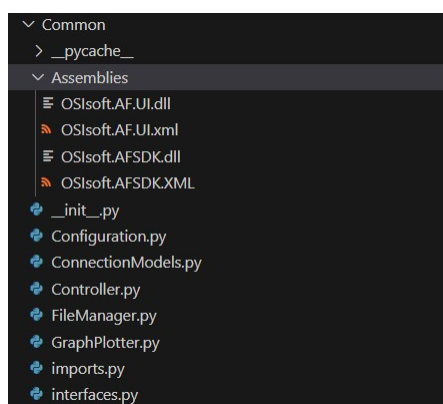 Common
__pycache__
Assemblies
OSIsoft.AF.UI.dll
OSIsoft.AF.UI.xml
OSIsoft.AFSDK.dll
OSIsoft.AFSDK.XML
__init__.py
Configuration.py
ConnectionModels.py
Controller.py
FileManager.py
GraphPlotter.py
imports.py
interfaces.py